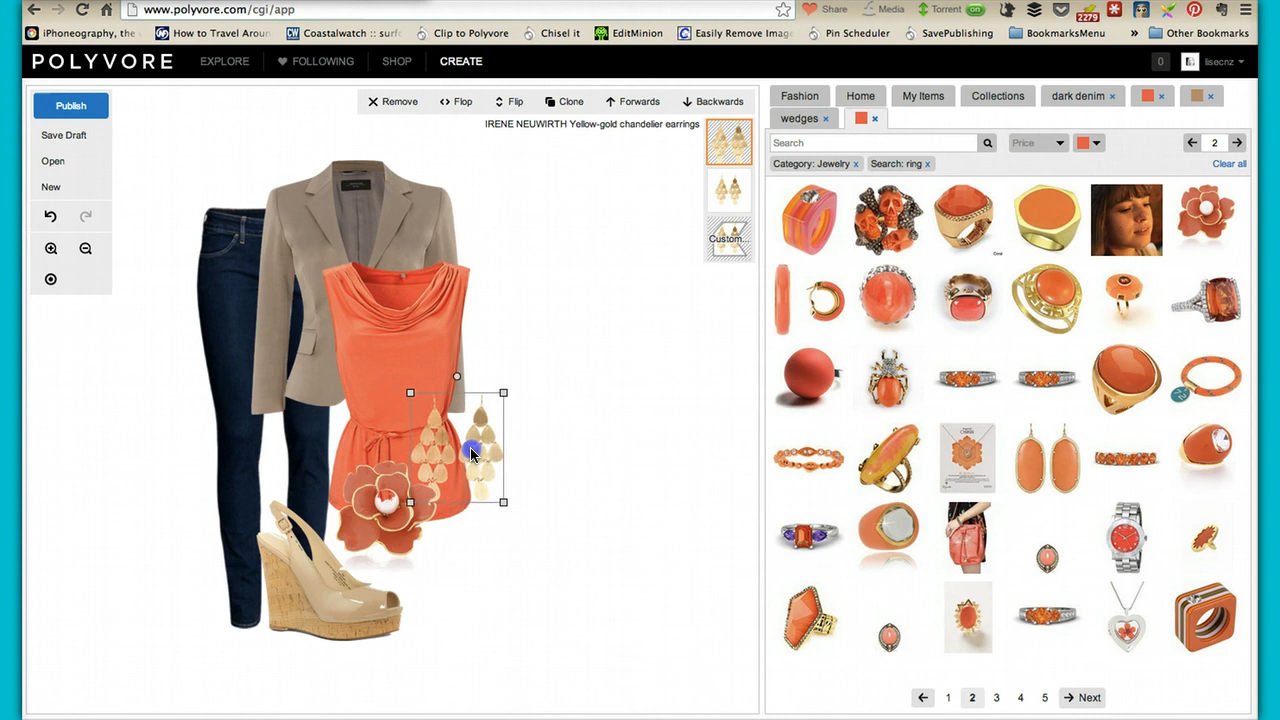 www.polyvore.com/cgi/app
Share
Media
Torrent on
2279
iPhoneography, the
How to Travel Aroun
Coastalwatch :: surf
Clip to Polyvore
Chisel it
EditMinion
Easily Remove Imag
Pin Scheduler
SavePublishing
BookmarksMenu
»
Other Bookmarks
POLYVORE
EXPLORE
FOLLOWING
SHOP
CREATE
0
lisecnz
Publish
Save Draft
Open
New
Remove
Flop
Flip
Clone
Forwards
Backwards
IRENE NEUWIRTH Yellow-gold chandelier earrings
Custom...
Fashion
Home
My Items
Collections
dark denim x
x
x
wedges x
x
Search
Price
2
Category: Jewelry x
Search: ring x
Clear all
1
2
3
4
5
Next